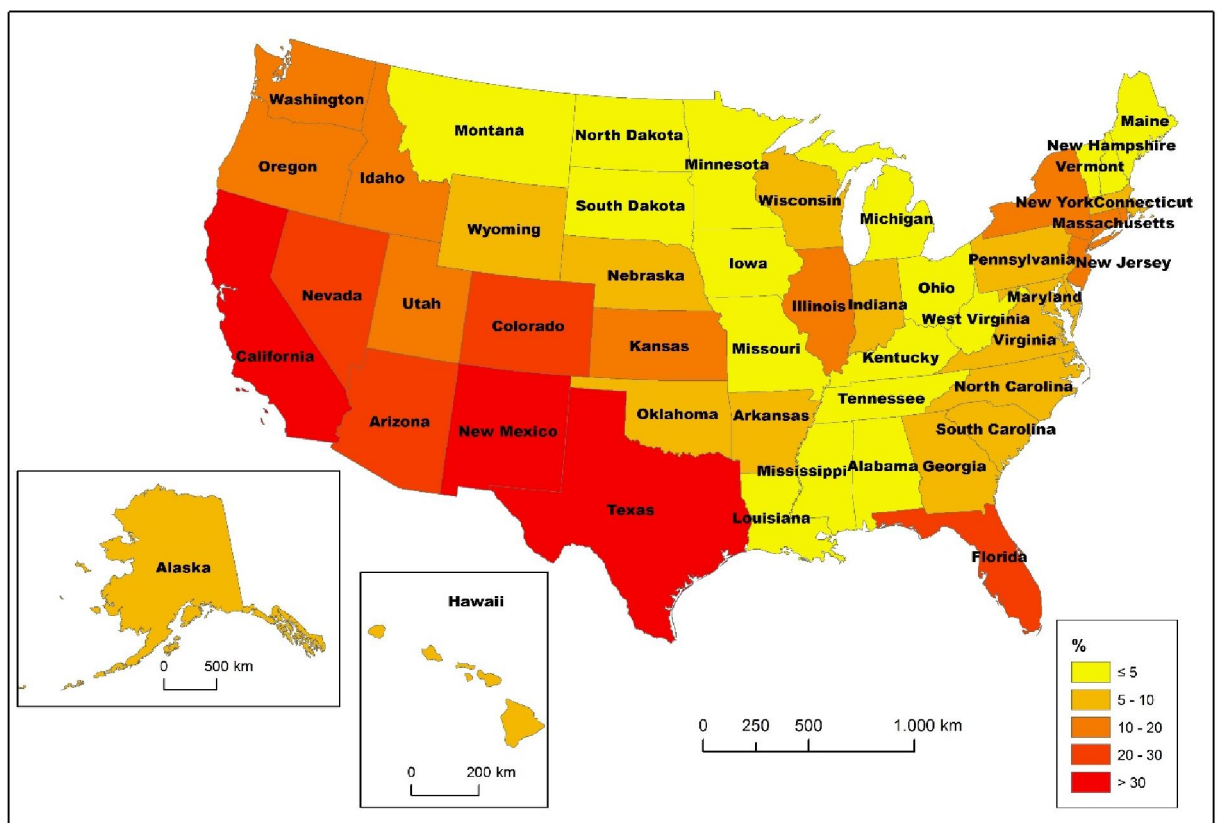 Washington
Montana
North Dakota
Minnesota
Maine
New Hampshire
Vermont
Oregon
Idaho
Wyoming
South Dakota
Wisconsin
Michigan
New York
Connecticut
Massachusetts
Nevada
Utah
Colorado
Nebraska
Iowa
Illinois
Indiana
Ohio
Pennsylvania
New Jersey
Maryland
West Virginia
Virginia
California
Kansas
Missouri
Kentucky
Arizona
New Mexico
Oklahoma
Arkansas
Tennessee
North Carolina
South Carolina
Texas
Louisiana
Mississippi
Alabama
Georgia
Florida
Alaska
0 500 km
Hawaii
0 200 km
0 250 500 1.000 km
%
≤ 5
5 - 10
10 - 20
20 - 30
> 30